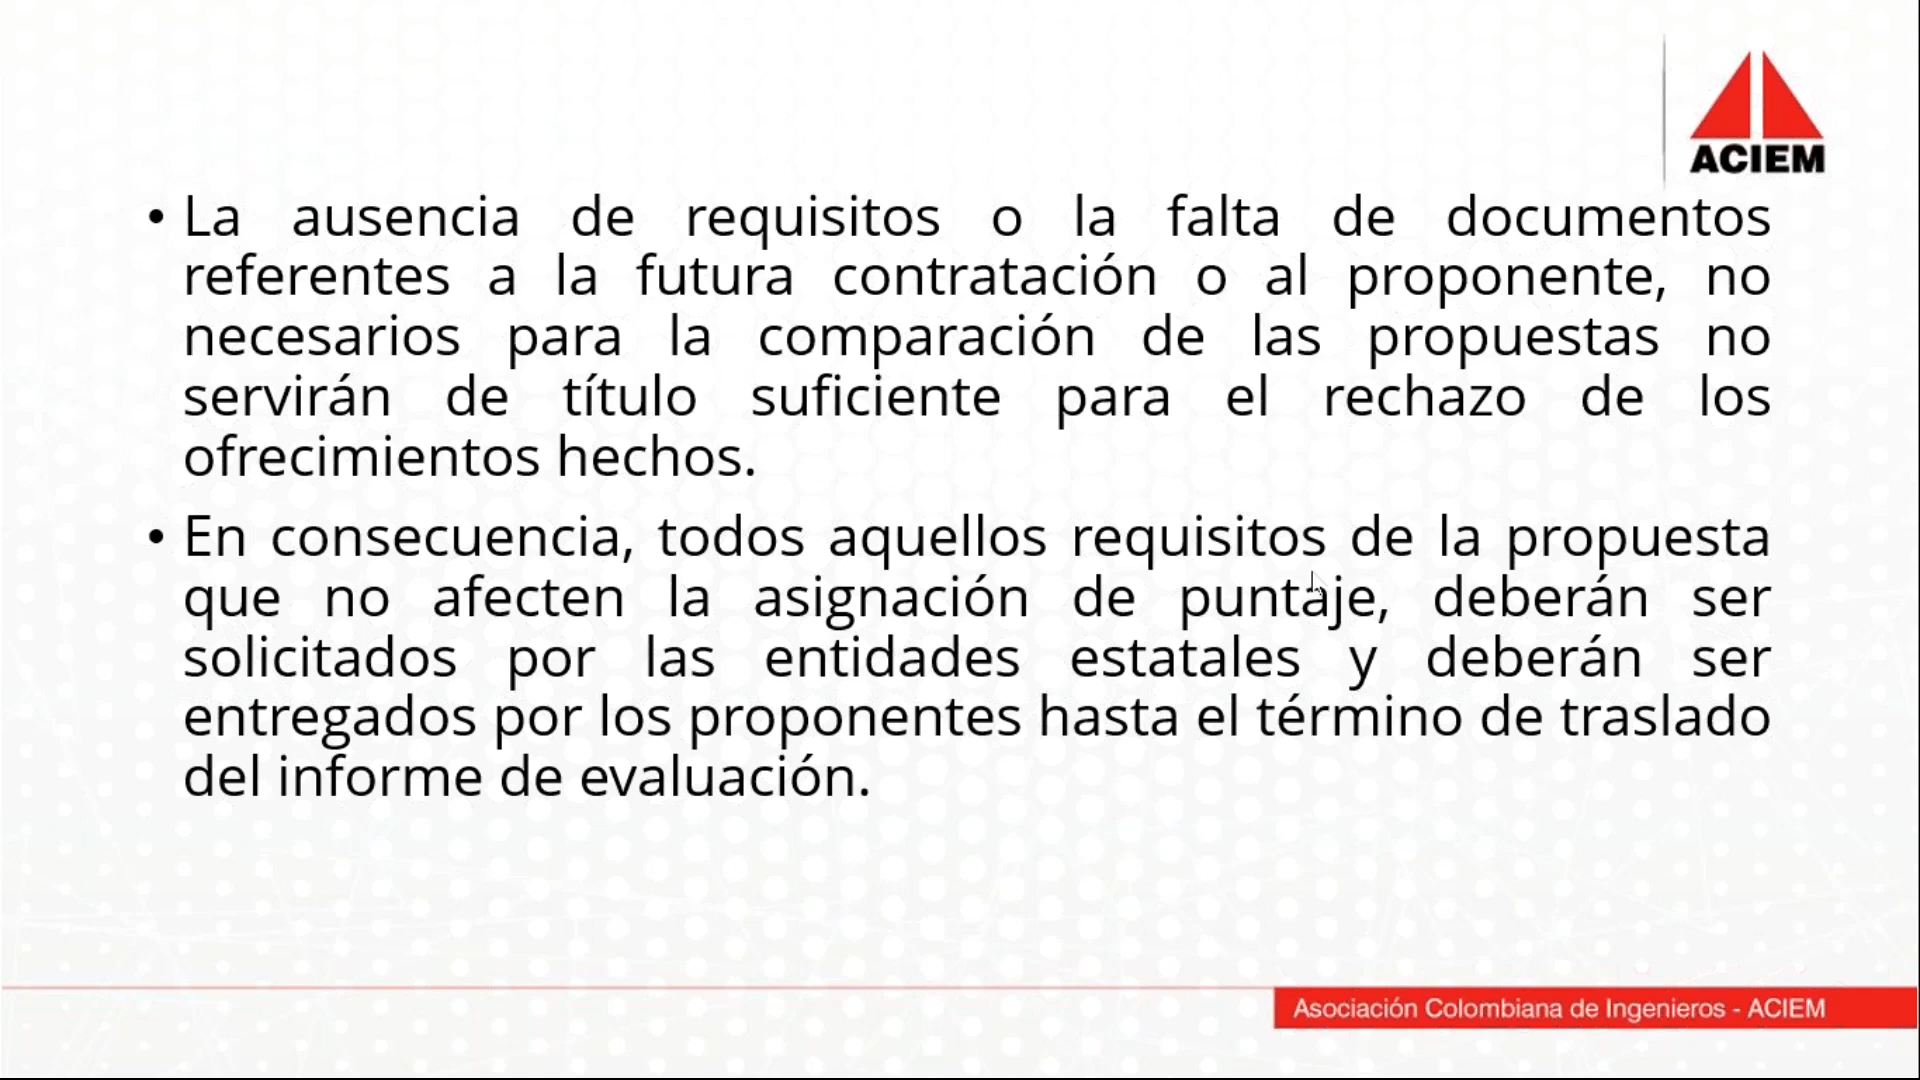 ACIEM
• La ausencia de requisitos o la falta de documentos
referentes a la futura contratación o al proponente, no
necesarios para la comparación de las propuestas no
servirán de título suficiente para el rechazo de los
ofrecimientos hechos.
• En consecuencia, todos aquellos requisitos de la propuesta
que no afecten la asignación de puntaje, deberán ser
solicitados por las entidades estatales y deberán ser
entregados por los proponentes hasta el término de traslado
del informe de evaluación.
Asociación Colombiana de Ingenieros - ACIEM